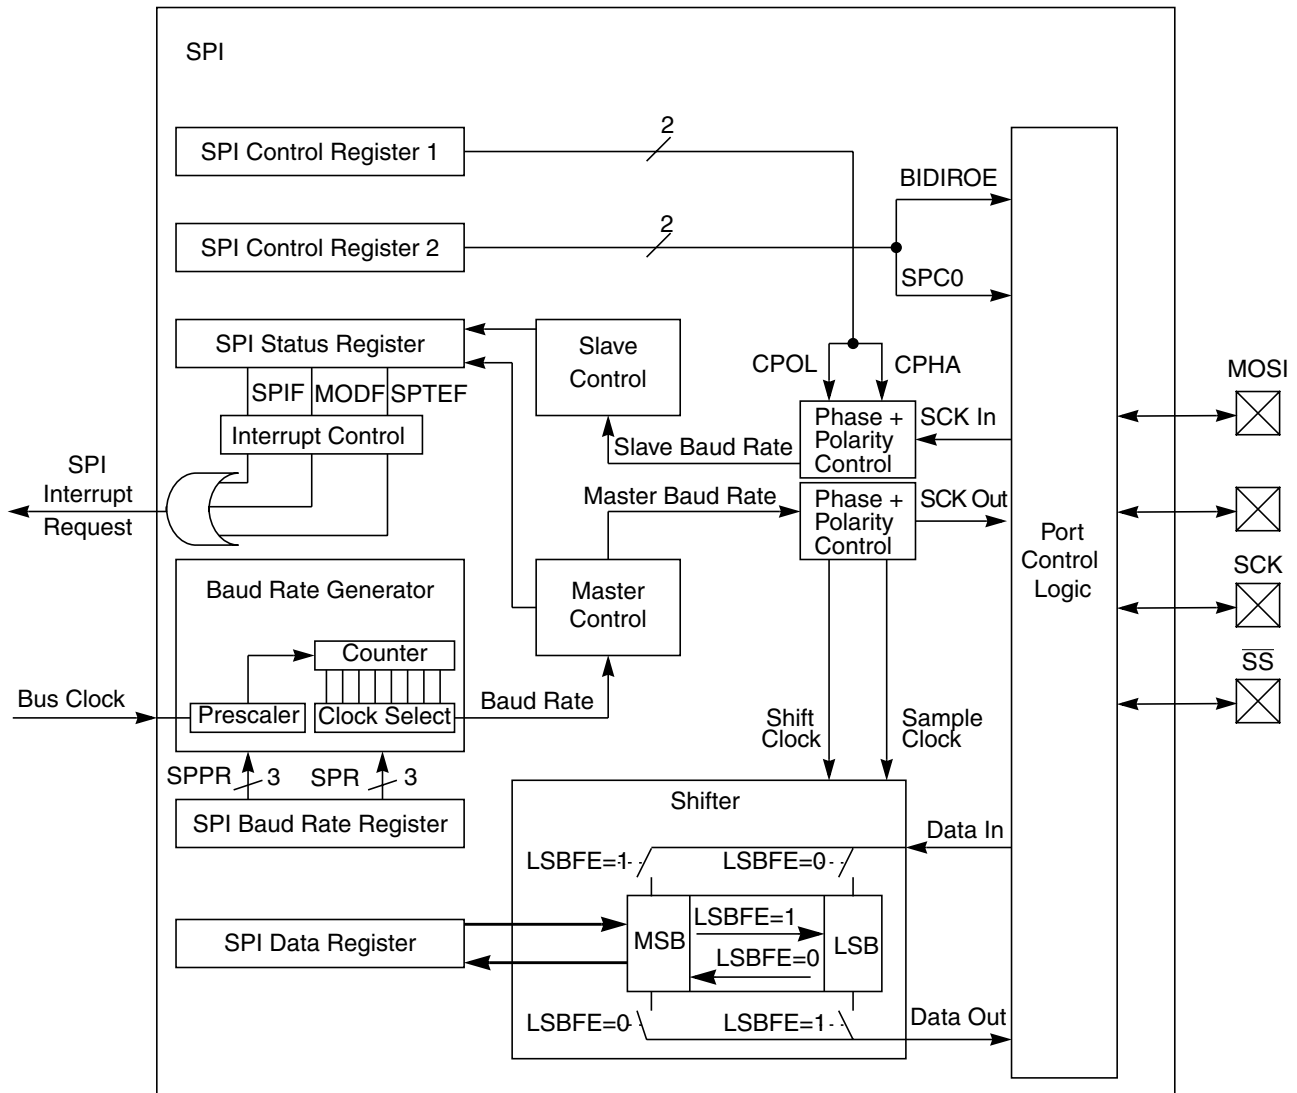 SPI
SPI Control Register 1
2
BIDIROE
SPI Control Register 2
2
SPC0
SPI Status Register
Slave
Control
CPOL
CPHA
MOSI
SPIF
MODF
SPTEF
Interrupt Control
Phase +
Polarity
Control
SCK In
Slave Baud Rate
SPI
Interrupt
Request
Master Baud Rate
Phase +
Polarity
Control
SCK Out
Port
Control
Logic
SCK
Baud Rate Generator
Master
Control
Counter
SS
Bus Clock
Prescaler
Clock Select
Baud Rate
Shift
Clock
Sample
Clock
SPPR
3
SPR
3
SPI Baud Rate Register
Shifter
Data In
LSBFE=1
LSBFE=0
SPI Data Register
MSB
LSBFE=1
LSBFE=0
LSB
LSBFE=0
LSBFE=1
Data Out